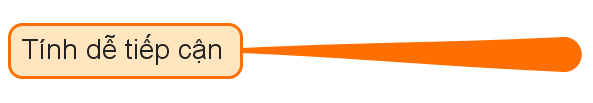 Tính dễ tiếp cận